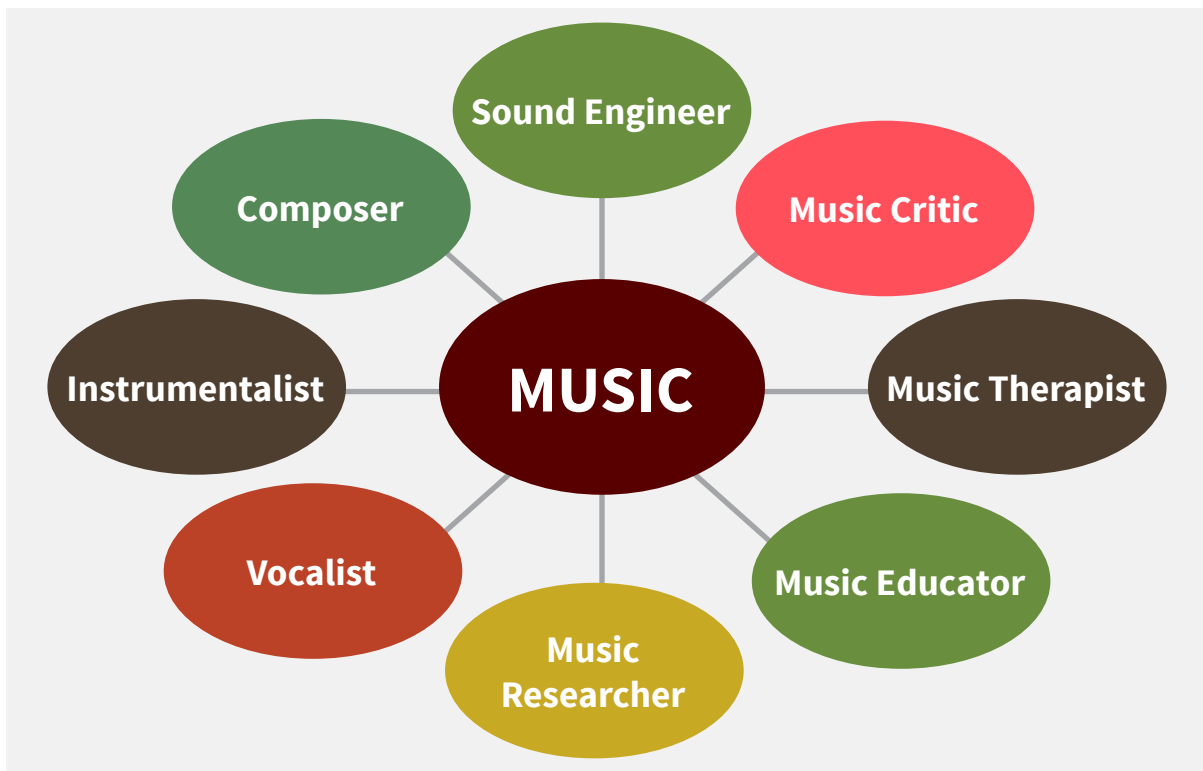 Sound Engineer
Composer
Music Critic
Instrumentalist
MUSIC
Music Therapist
Vocalist
Music Educator
Music
Researcher